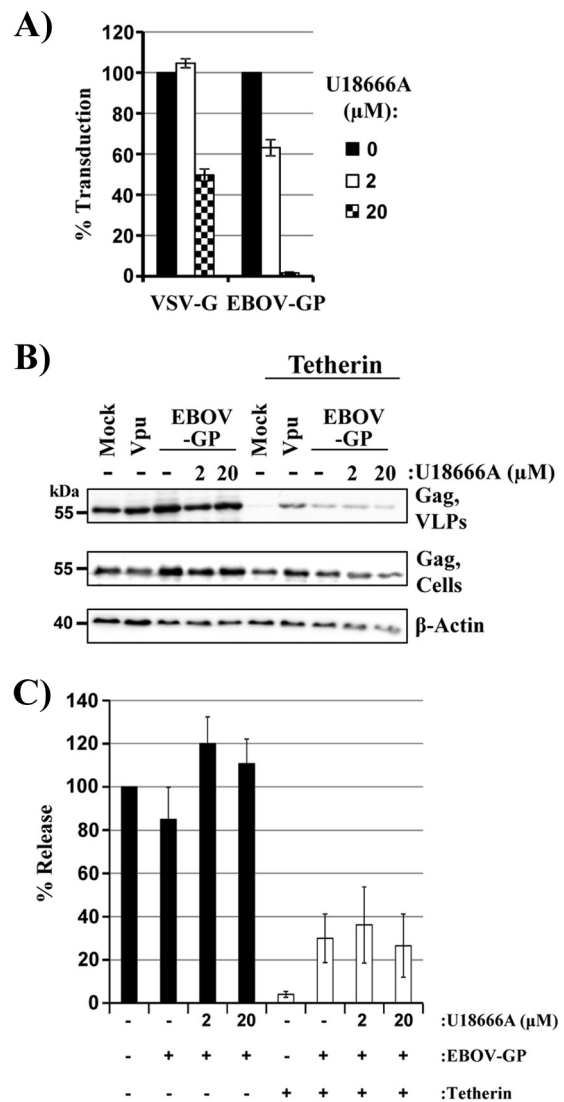 A)
120
100
80
60
40
20
0
% Transduction
VSV-G EBOV-GP
U18666A
(μM):
0
2
20
B)
Tetherin
Mock
Vpu
EBOV
-GP
Mock
Vpu
EBOV
-GP
- - - 2 20 - - - 2 20 :U18666A (μM)
kDa
55
Gag,
VLPs
55
Gag,
Cells
40
β-Actin
C)
140
120
100
80
60
40
20
0
% Release
- - 2 20 - - 2 20 :U18666A (μM)
- + + + - + + + :EBOV-GP
- - - - + + + + :Tetherin